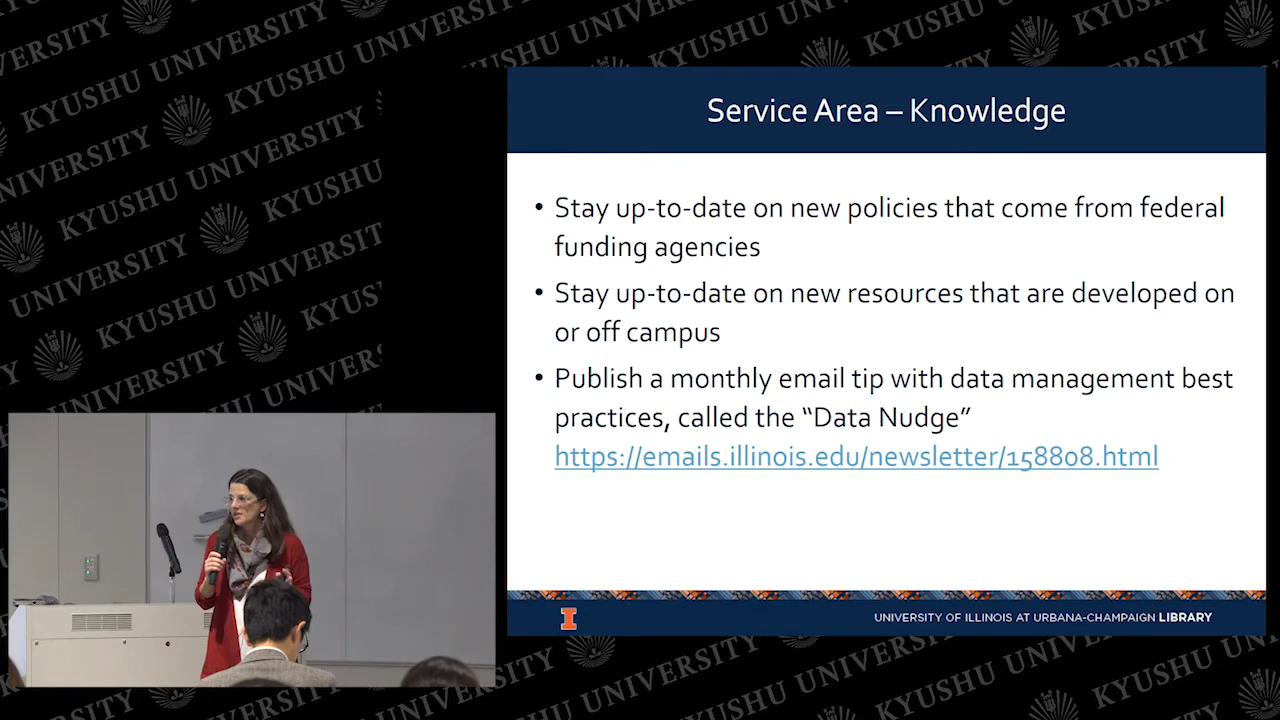 Service Area – Knowledge
• Stay up-to-date on new policies that come from federal
funding agencies
• Stay up-to-date on new resources that are developed on
or off campus
• Publish a monthly email tip with data management best
practices, called the “Data Nudge”
https://emails.illinois.edu/newsletter/158808.html
I
UNIVERSITY OF ILLINOIS AT URBANA-CHAMPAIGN LIBRARY
KYUSHU UNIVERSITY